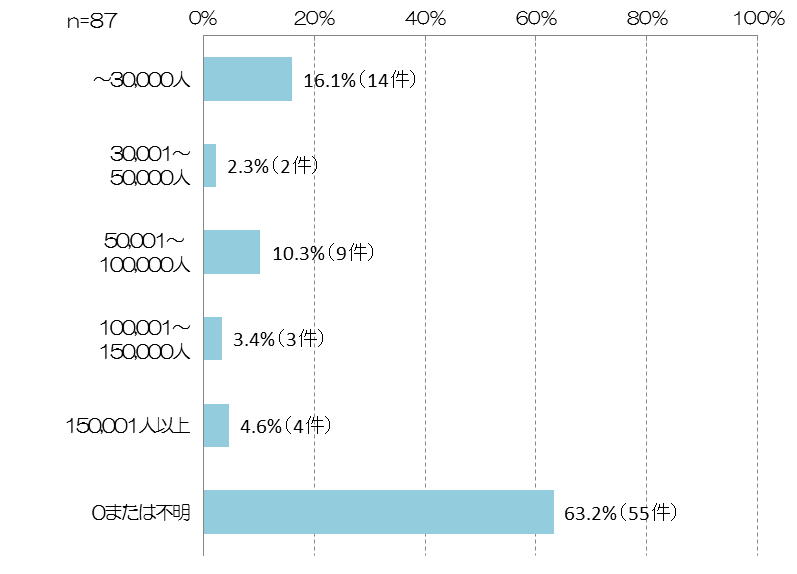 n=87
0% 20% 40% 60% 80% 100%
～30,000人 16.1%（14件）
30,001～
50,000人 2.3%（2件）
50,001～
100,000人 10.3%（9件）
100,001～
150,000人 3.4%（3件）
150,001人以上 4.6%（4件）
0または不明 63.2%（55件）